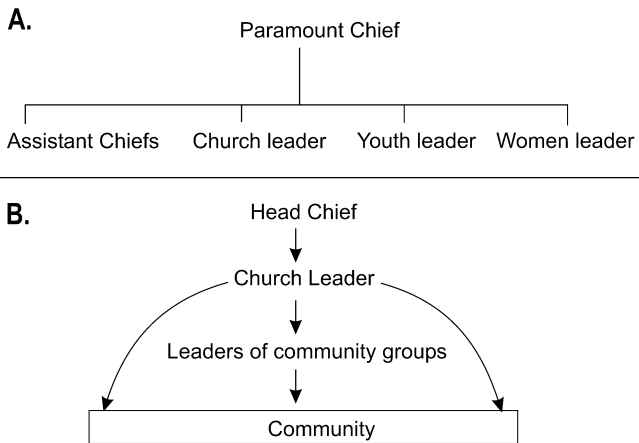 A.
Paramount Chief
Assistant Chiefs Church leader Youth leader Women leader
B.
Head Chief
Church Leader
Leaders of community groups
Community